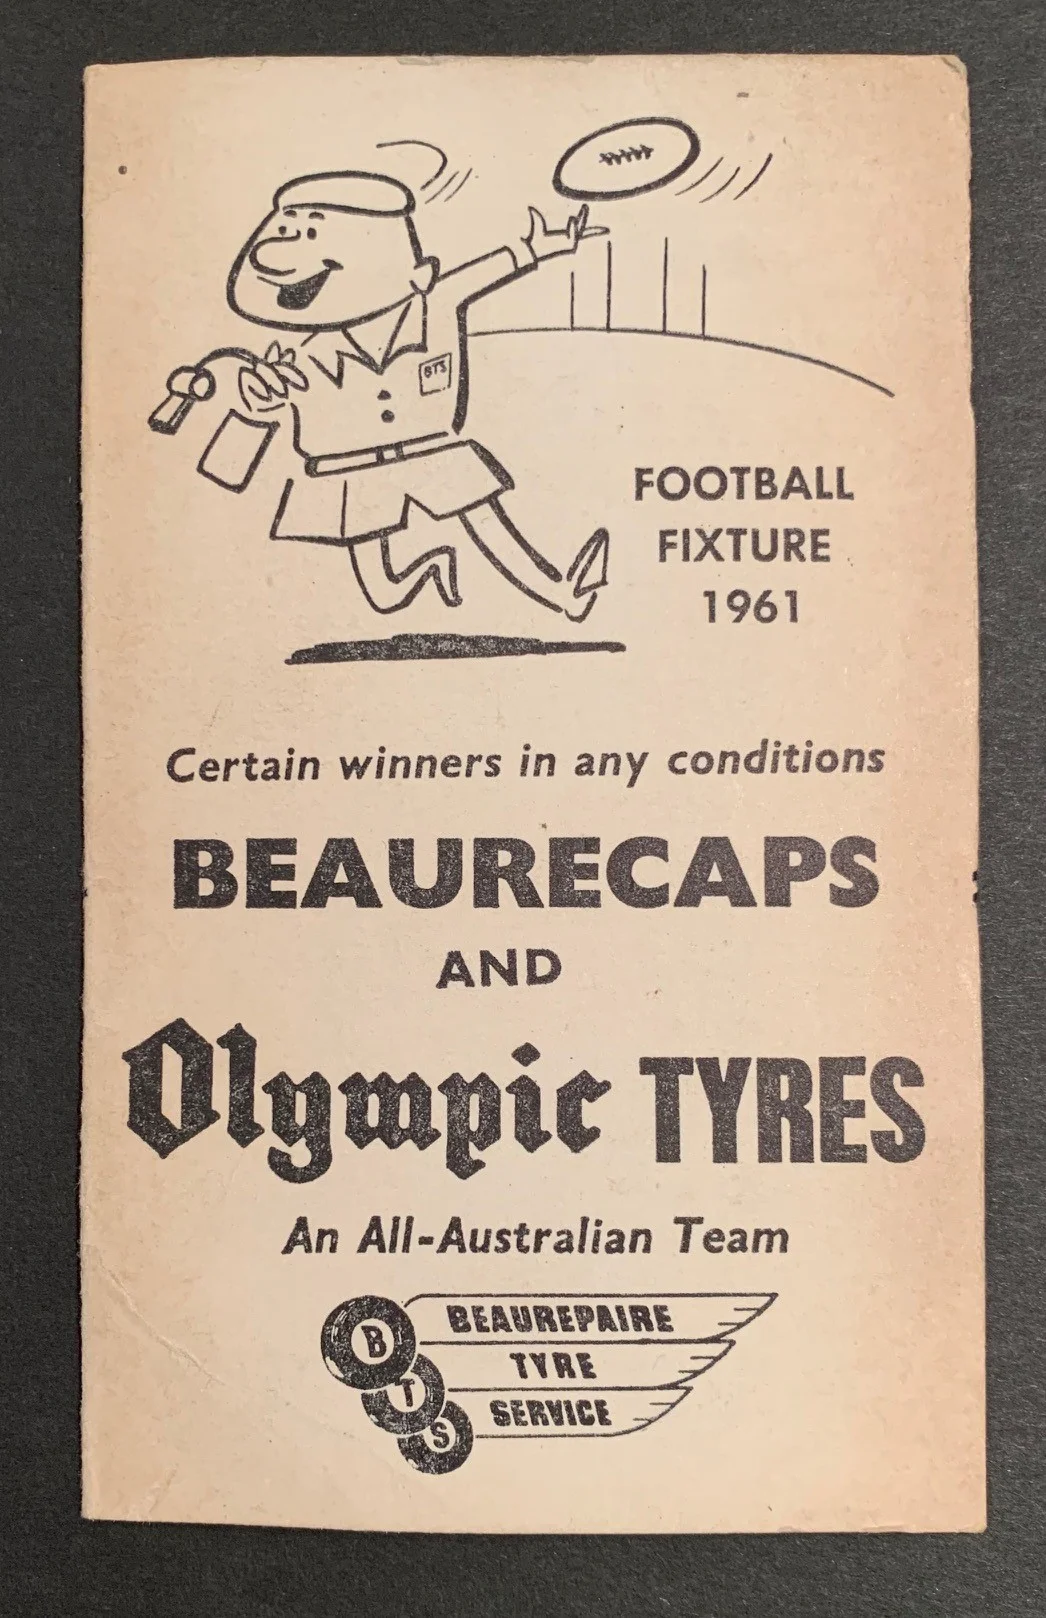 BTS
FOOTBALL
FIXTURE
1961
Certain winners in any conditions
BEAURECAPS
AND
Olympic TYRES
An All-Australian Team
B
T
S
BEAUREPAIRE
TYRE
SERVICE